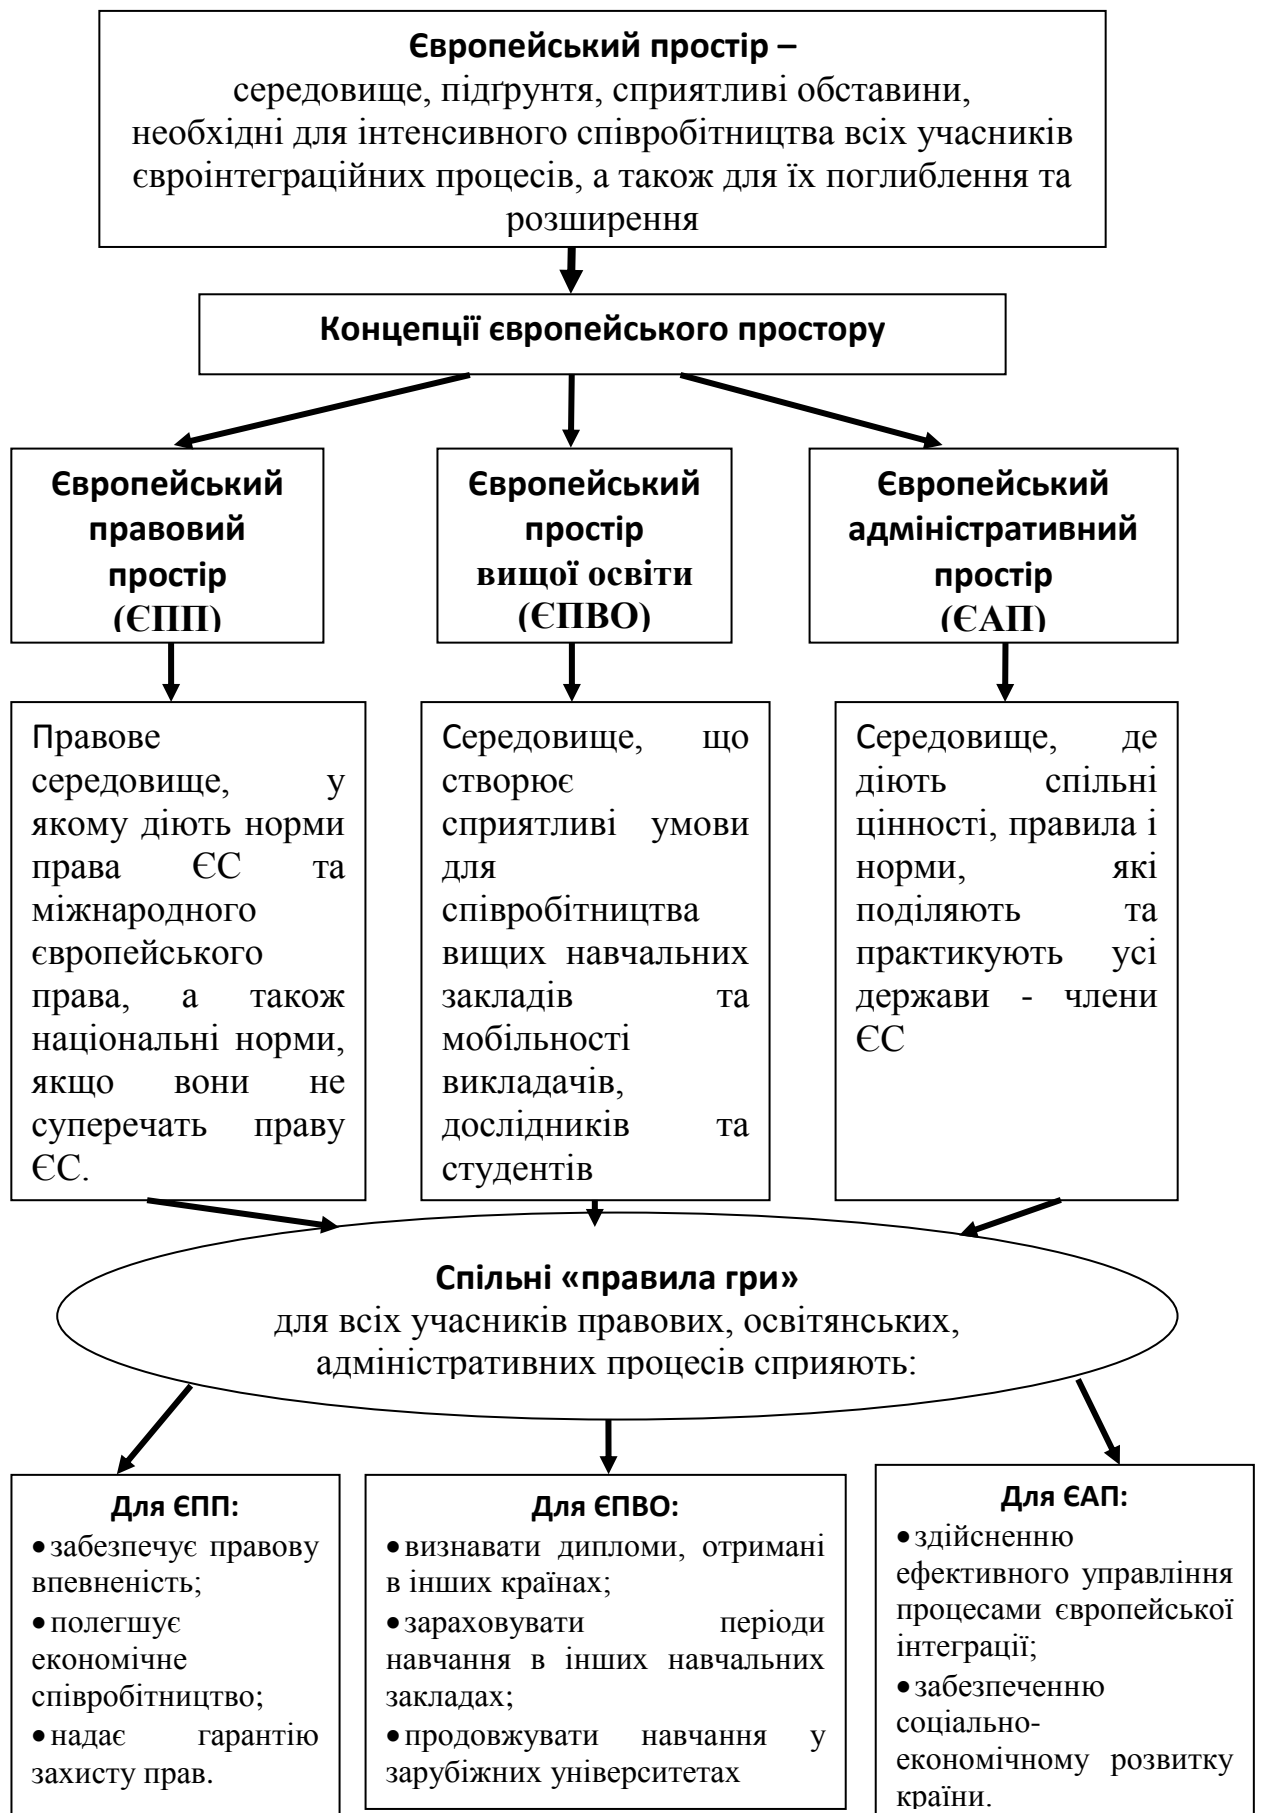 Європейський простір –
середовище, підґрунтя, сприятливі обставини,
необхідні для інтенсивного співробітництва всіх учасників
євроінтеграційних процесів, а також для їх поглиблення та
розширення
Концепції європейського простору
Європейський
правовий
простір
(ЄПП)
Європейський
простір
вищої освіти
(ЄПВО)
Європейський
адміністративний
простір
(ЄАП)
Правове
середовище, у
якому діють норми
права ЄС та
міжнародного
європейського
права, а також
національні норми,
якщо вони не
суперечать праву
ЄС.
Середовище, що
створює
сприятливі умови
для
співробітництва
вищих навчальних
закладів та
мобільності
викладачів,
дослідників та
студентів
Середовище, де
діють спільні
цінності, правила і
норми, які
поділяють та
практикують усі
держави - члени
ЄС
Спільні «правила гри»
для всіх учасників правових, освітянських,
адміністративних процесів сприяють:
Для ЄПП:
•забезпечує правову
впевненість;
•полегшує
економічне
співробітництво;
•надає гарантію
захисту прав.
Для ЄПВО:
•визнавати дипломи, отримані
в інших країнах;
•зараховувати періоди
навчання в інших навчальних
закладах;
•продовжувати навчання у
зарубіжних університетах
Для ЄАП:
•здійсненню
ефективного управління
процесами європейської
інтеграції;
•забезпеченню
соціально-
економічному розвитку
країни.